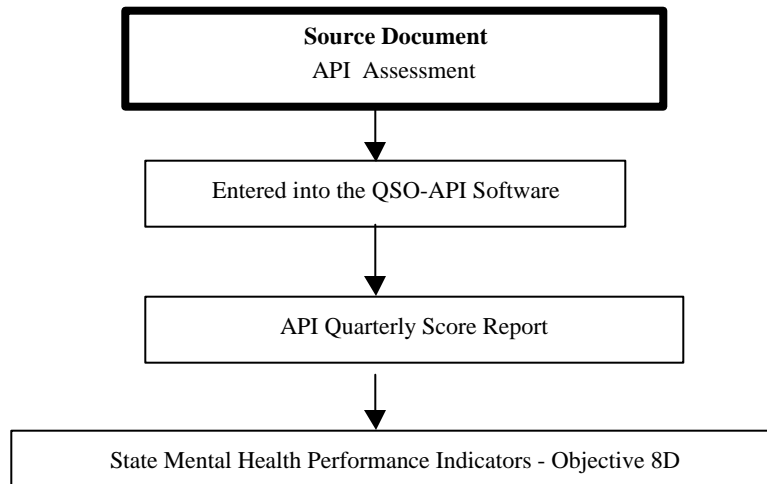 Source Document
API Assessment
Entered into the QSO-API Software
API Quarterly Score Report
State Mental Health Performance Indicators - Objective 8D